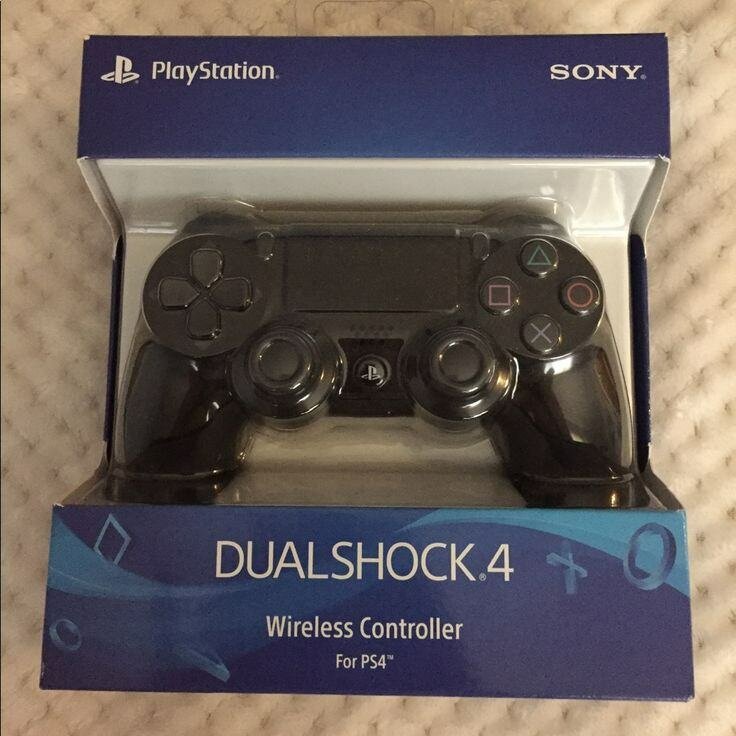 PlayStation®
SONY®
DUALSHOCK®4
Wireless Controller
For PS4™